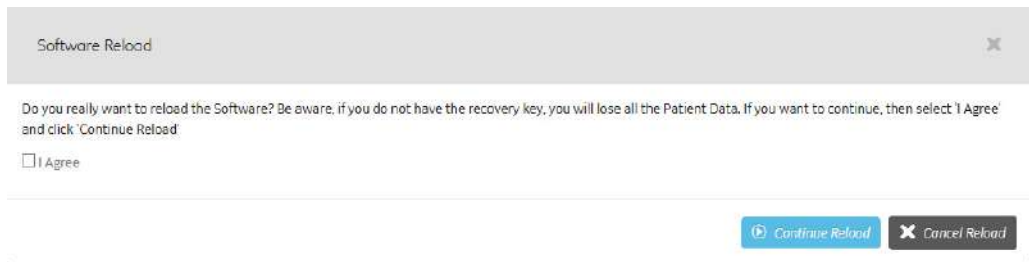 Software Reload
Do you really want to reload the Software? Be aware, if you do not have the recovery key, you will lose all the Patient Data. If you want to continue, then select 'I Agree'
and click 'Continue Reload'
I Agree
Continue Reload
Cancel Reload